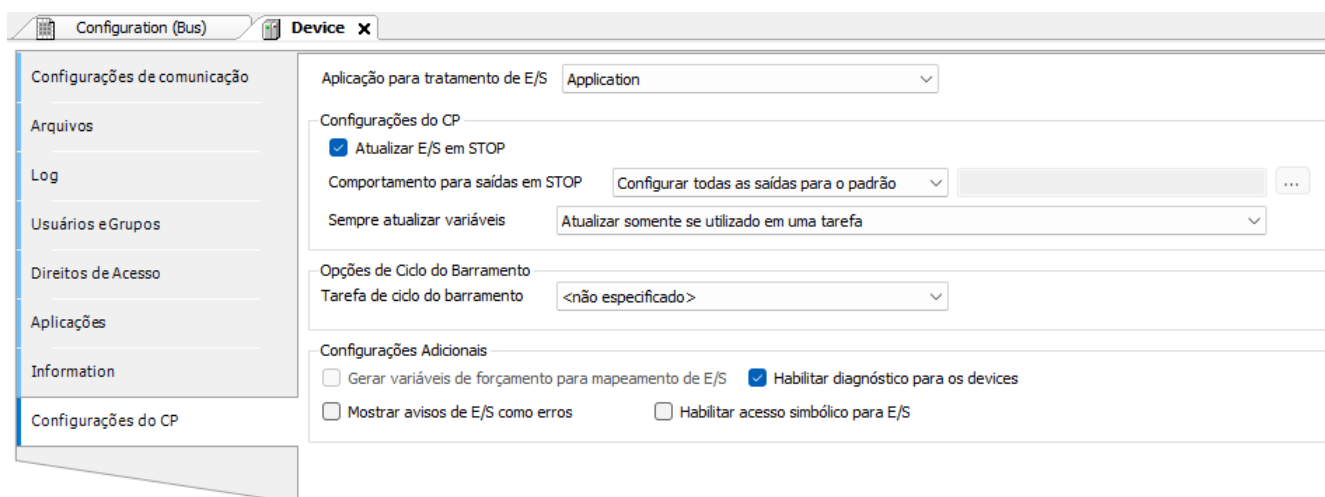 Configuration (Bus) Device X
Configurações de comunicação
Arquivos
Log
Usuários e Grupos
Direitos de Acesso
Aplicações
Information
Configurações do CP
Aplicação para tratamento de E/S Application
Configurações do CP
Atualizar E/S em STOP
Comportamento para saídas em STOP Configurar todas as saídas para o padrão ...
Sempre atualizar variáveis Atualizar somente se utilizado em uma tarefa
Opções de Ciclo do Barramento
Tarefa de ciclo do barramento <não especificado>
Configurações Adicionais
Gerar variáveis de forçamento para mapeamento de E/S Habilitar diagnóstico para os devices
Mostrar avisos de E/S como erros Habilitar acesso simbólico para E/S